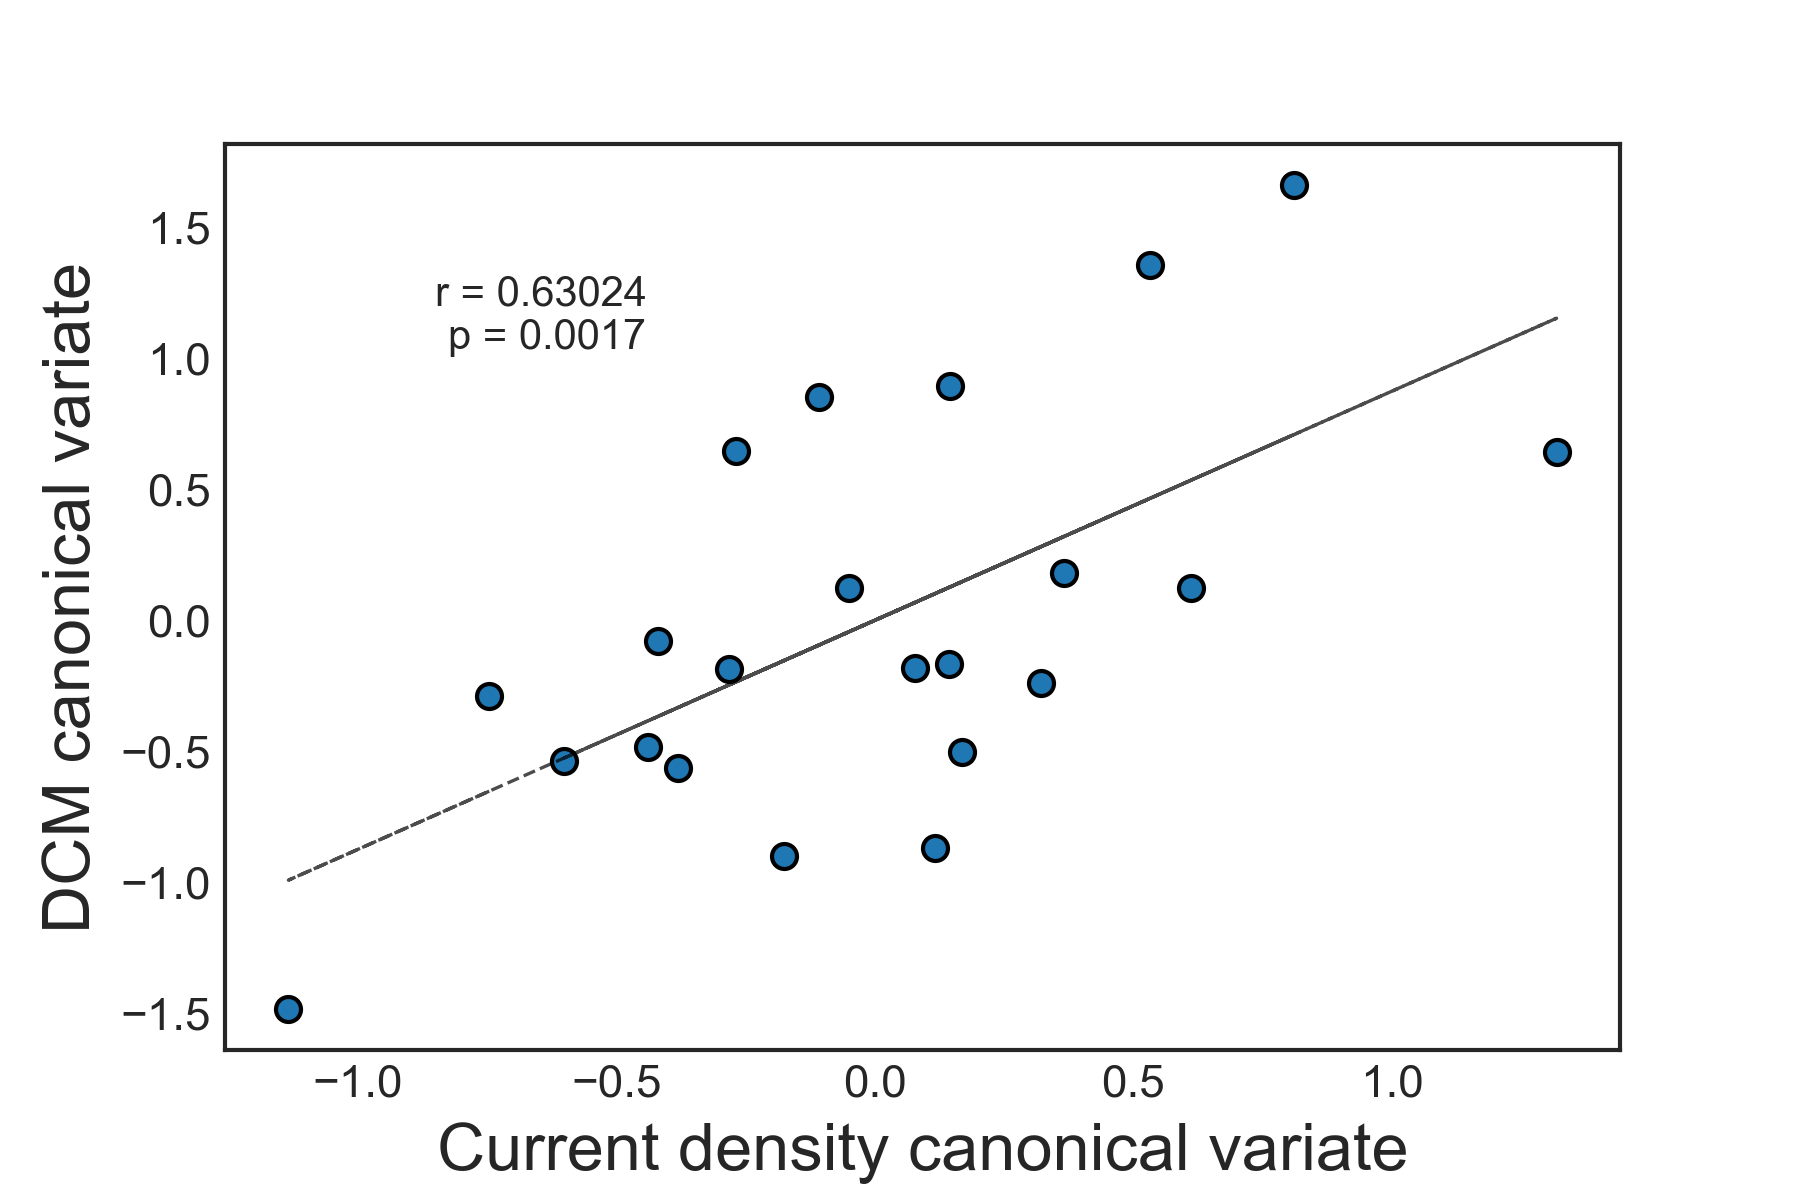 r = 0.63024
p = 0.0017
DCM canonical variate
1.5
1.0
0.5
0.0
−0.5
−1.0
−1.5
−1.0 −0.5 0.0 0.5 1.0
Current density canonical variate